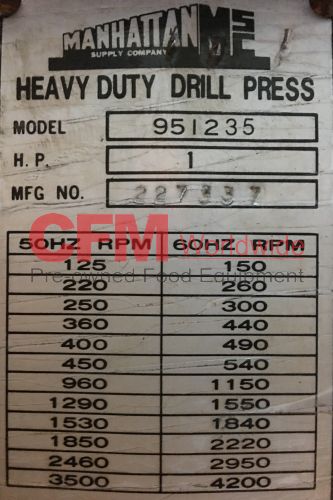 MANHATTAN MSC
SUPPLY COMPANY
HEAVY DUTY DRILL PRESS
MODEL 951235
H.P. 1
MFG NO. 227337
CFM Worldwide
Pre-owned Food Equipment
50HZ RPM 60HZ RPM
125 150
220 260
250 300
360 440
400 490
450 540
960 1150
1290 1550
1530 1840
1850 2220
2460 2950
3500 4200